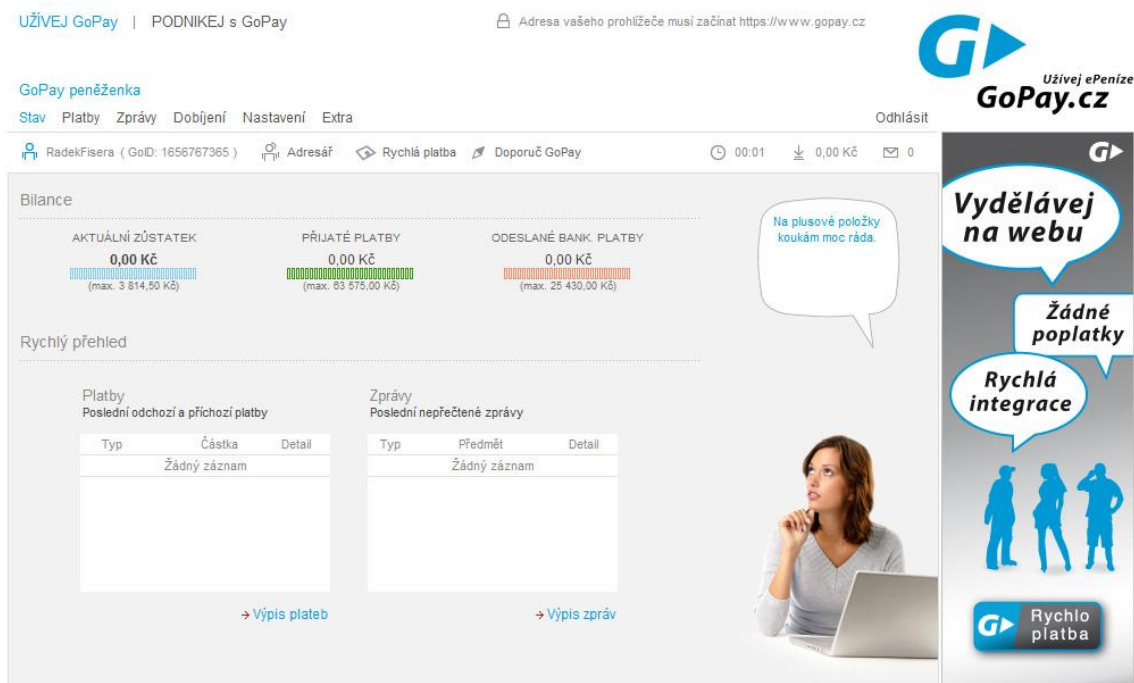 UŽÍVEJ GoPay | PODNIKEJ s GoPay
Adresa vašeho prohlížeče musí začínat https://www.gopay.cz
G
Užívej ePeníze
GoPay.cz
GoPay peněženka
Stav Platby Zprávy Dobíjení Nastavení Extra
Odhlásit
RadekFisera ( GoID: 1656767365 ) Adresář Rychlá platba Doporuč GoPay
00:01 0,00 Kč 0
Bilance
AKTUÁLNÍ ZŮSTATEK PŘIJATÉ PLATBY ODESLANÉ BANK. PLATBY
0,00 Kč 0,00 Kč 0,00 Kč
(max. 3 814,50 Kč) (max. 63 575,00 Kč) (max. 25 430,00 Kč)
Na plusové položky
koukám moc ráda.
Rychlý přehled
Platby Zprávy
Poslední odchozí a příchozí platby Poslední nepřečtené zprávy
Typ Částka Detail Typ Předmět Detail
Žádný záznam Žádný záznam
Výpis plateb Výpis zpráv
G
Vydělávej
na webu
Žádné
poplatky
Rychlá
integrace
G
Rychlo
platba